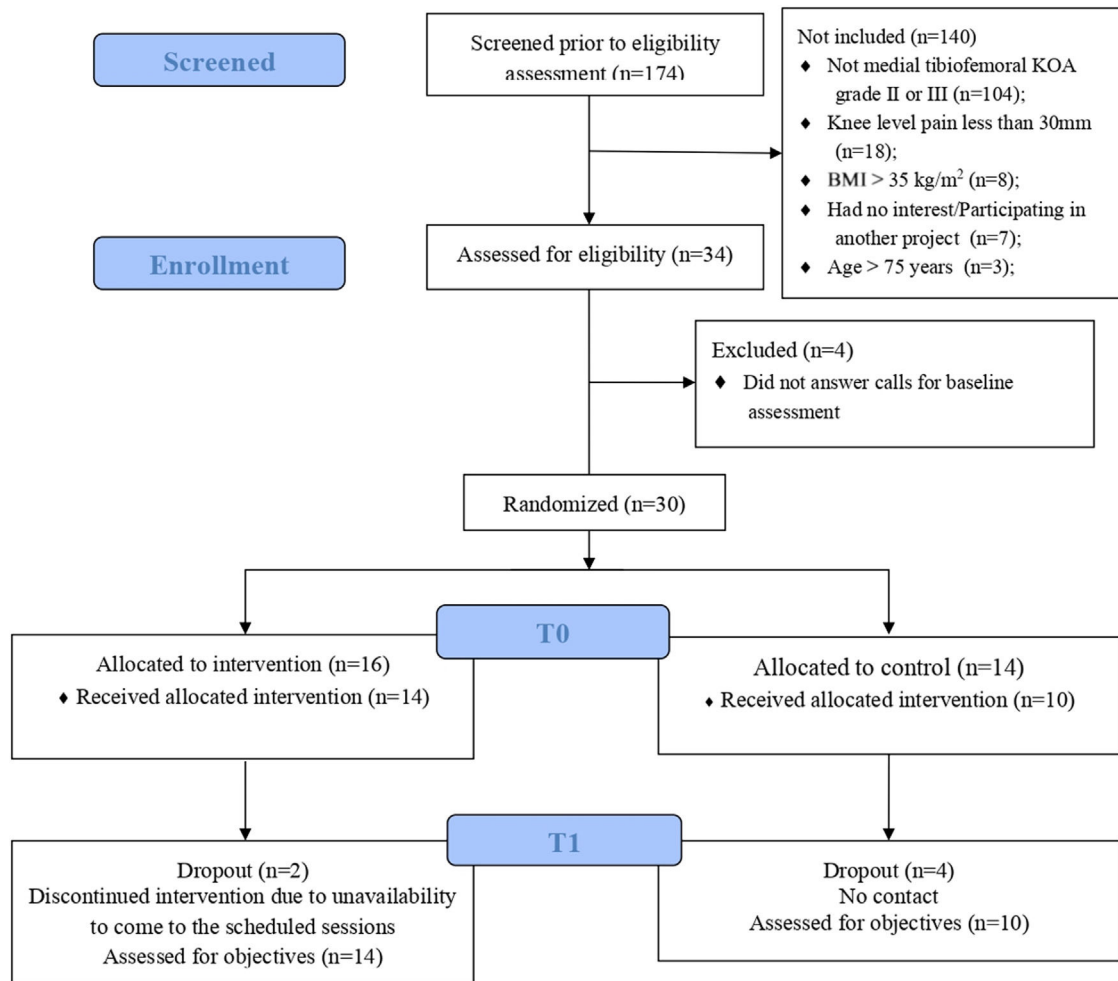 Screened
Screened prior to eligibility
assessment (n=174)
Not included (n=140)
♦ Not medial tibiofemoral KOA
grade II or III (n=104);
♦ Knee level pain less than 30mm
(n=18);
♦ BMI > 35 kg/m² (n=8);
♦ Had no interest/Participating in
another project (n=7);
♦ Age > 75 years (n=3);
Enrollment
Assessed for eligibility (n=34)
Excluded (n=4)
♦ Did not answer calls for baseline
assessment
Randomized (n=30)
T0
Allocated to intervention (n=16)
♦ Received allocated intervention (n=14)
Allocated to control (n=14)
♦ Received allocated intervention (n=10)
T1
Dropout (n=2)
Discontinued intervention due to unavailability
to come to the scheduled sessions
Assessed for objectives (n=14)
Dropout (n=4)
No contact
Assessed for objectives (n=10)